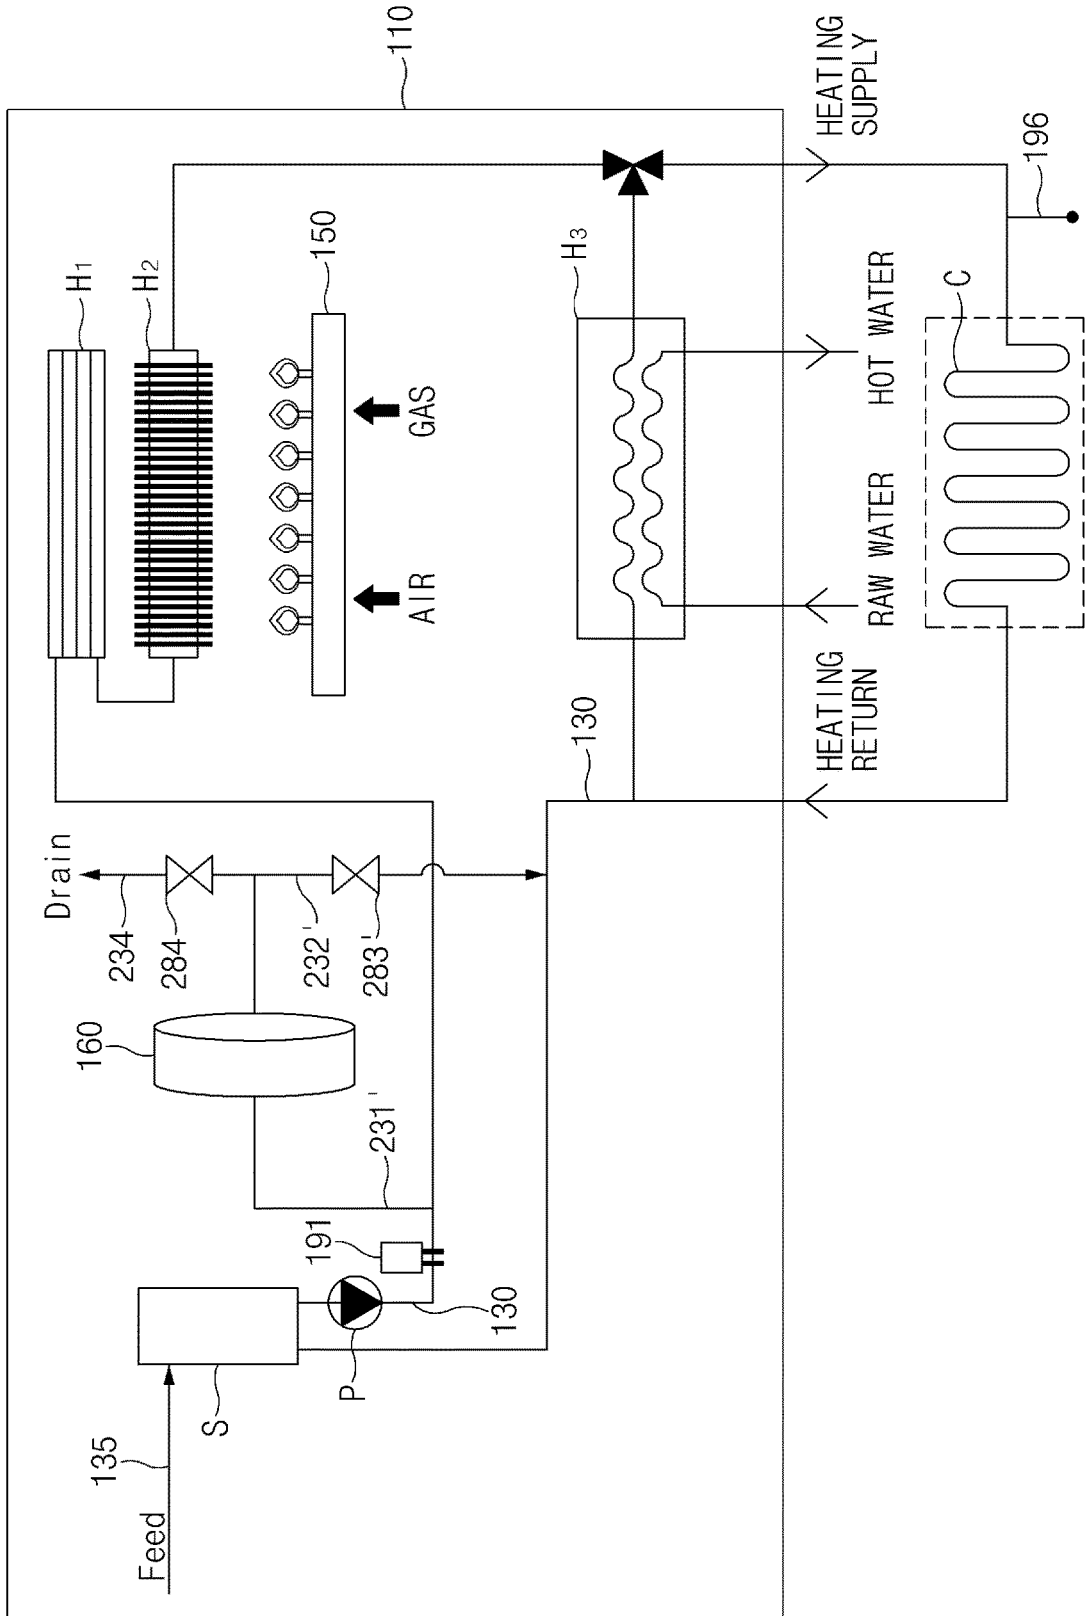 110
HEATING
SUPPLY
196
H1
H2
150
GAS
AIR
H3
HOT WATER
RAW WATER
C
130
HEATING
RETURN
Drain
234
284
232'
283'
160
231'
191
130
P
S
135
Feed